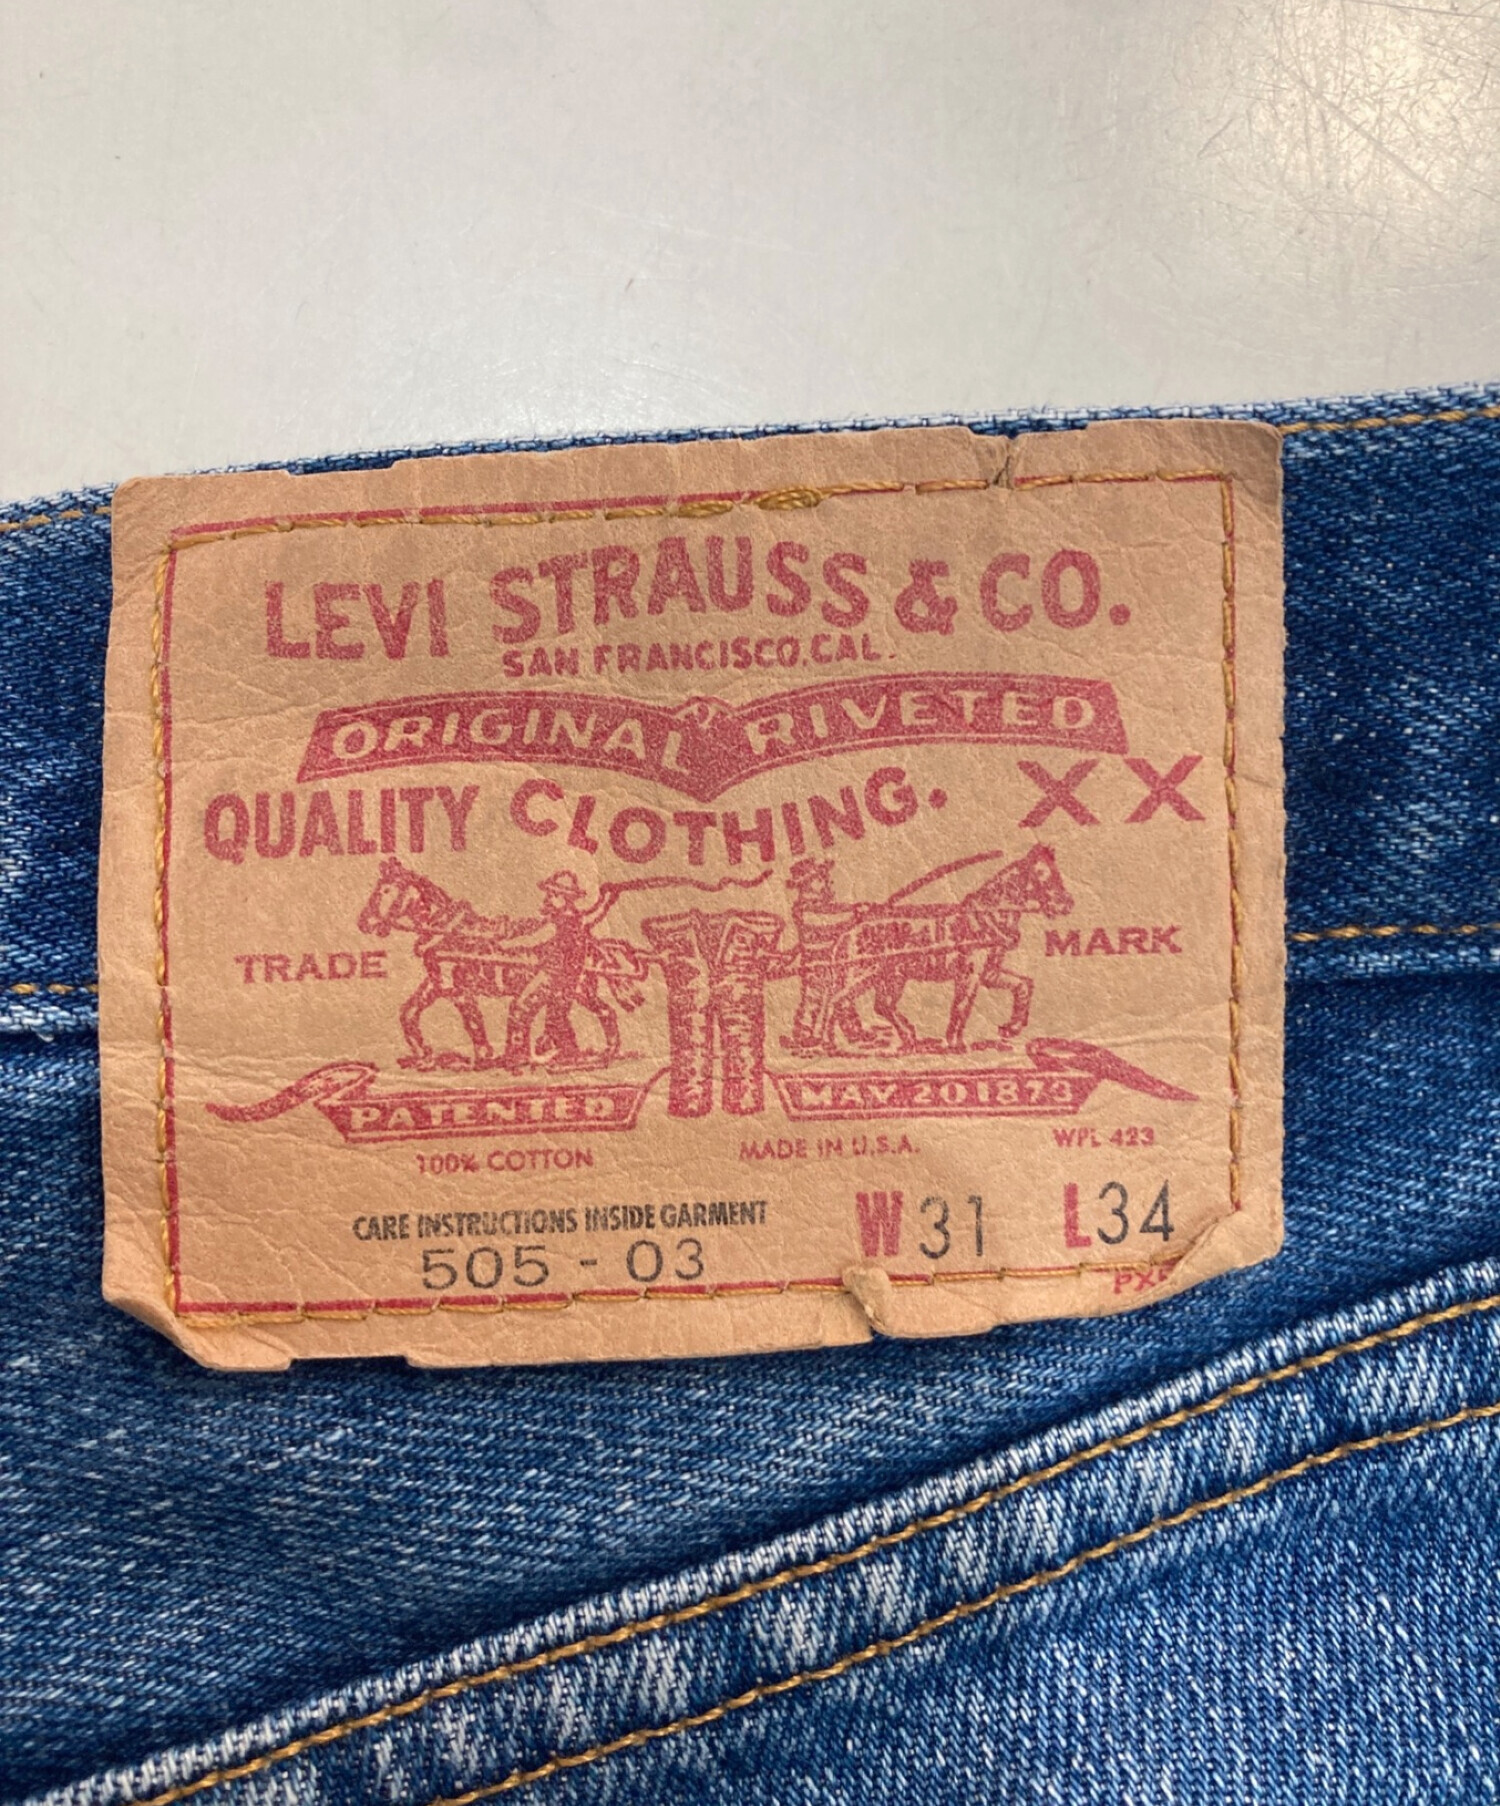 LEVI STRAUSS & CO.
SAN FRANCISCO, CAL.
ORIGINAL RIVETED
QUALITY CLOTHING. XX
TRADE MARK
PATENTED MAY 20 1873
100% COTTON MADE IN U.S.A. WPL 423
CARE INSTRUCTIONS INSIDE GARMENT W31 L34
505-03